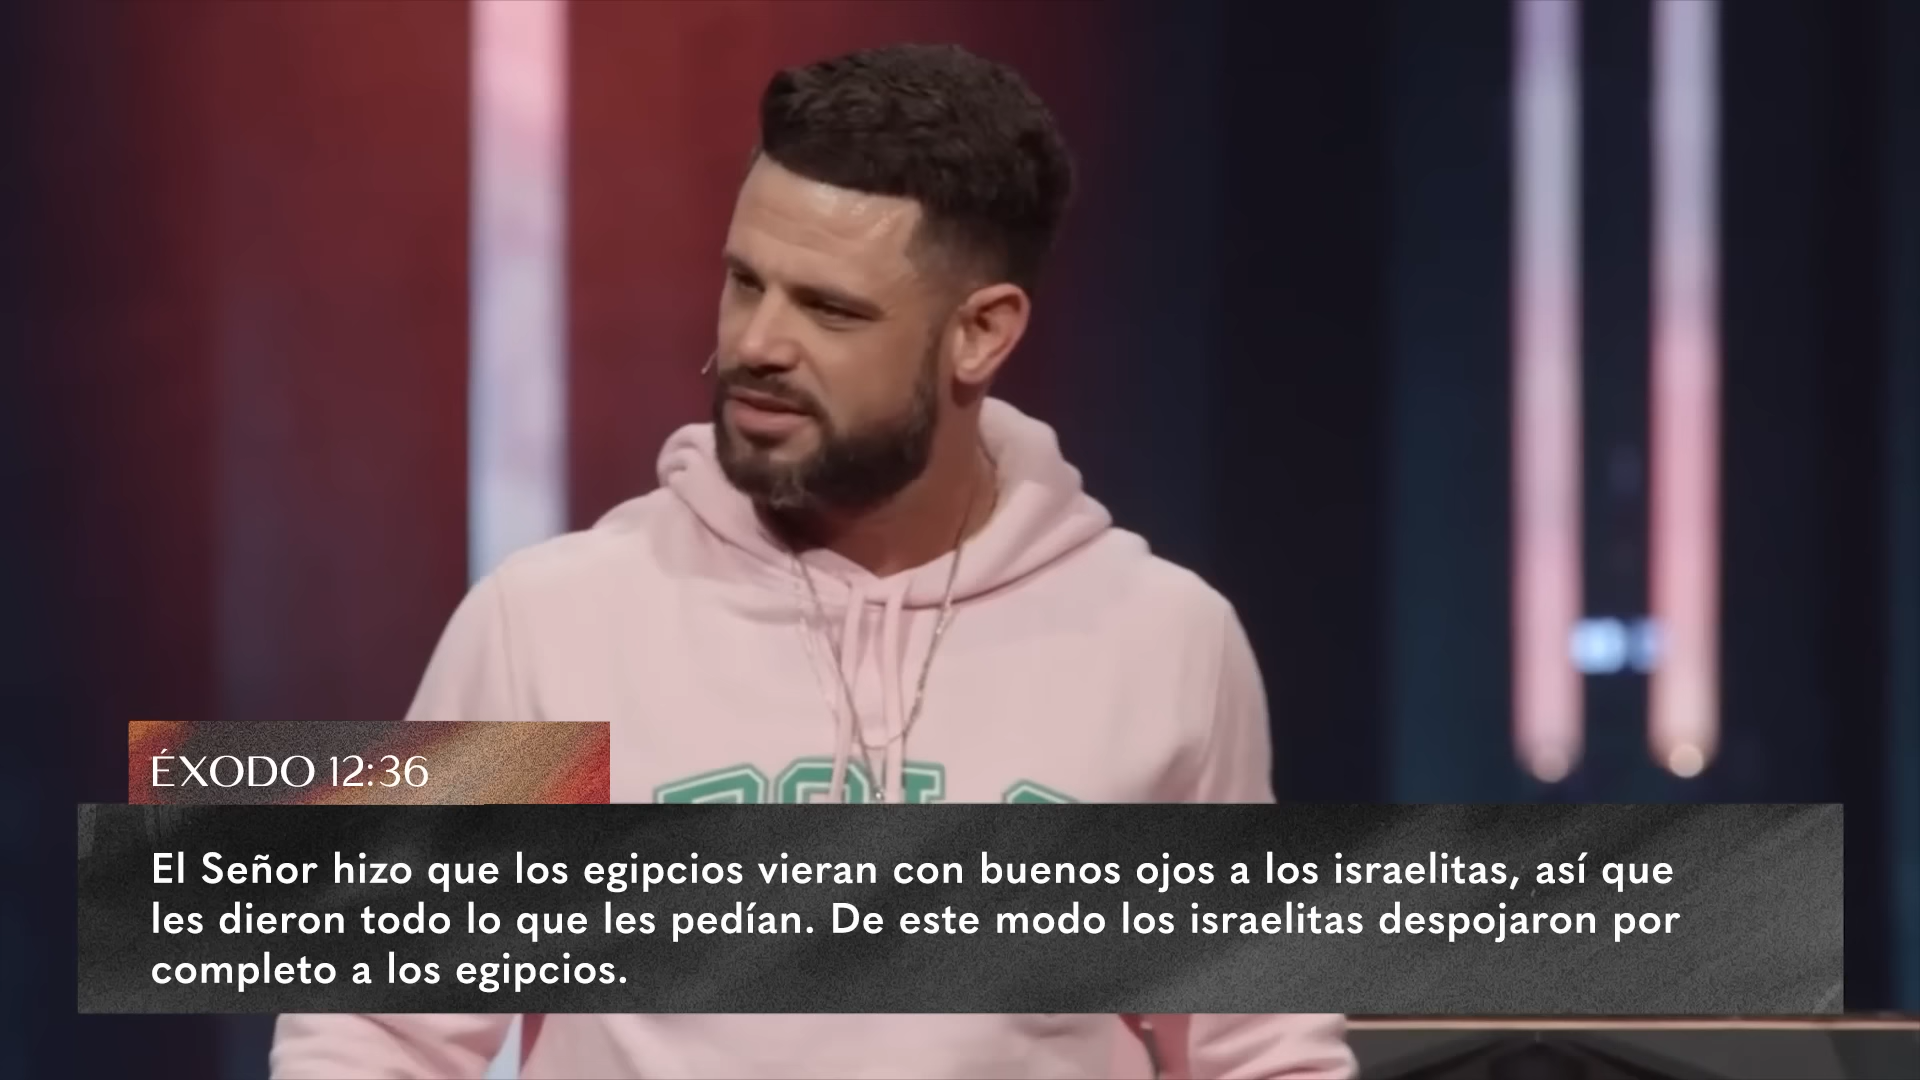 ÉXODO 12:36
El Señor hizo que los egipcios vieran con buenos ojos a los israelitas, así que
les dieron todo lo que les pedían. De este modo los israelitas despojaron por
completo a los egipcios.